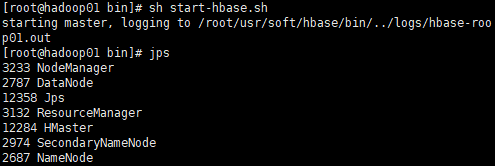 [root@hadoop01 bin]# sh start-hbase.sh
starting master, logging to /root/usr/soft/hbase/bin/../logs/hbase-roo
p01.out
[root@hadoop01 bin]# jps
3233 NodeManager
2787 DataNode
12358 Jps
3132 ResourceManager
12284 HMaster
2974 SecondaryNameNode
2687 NameNode